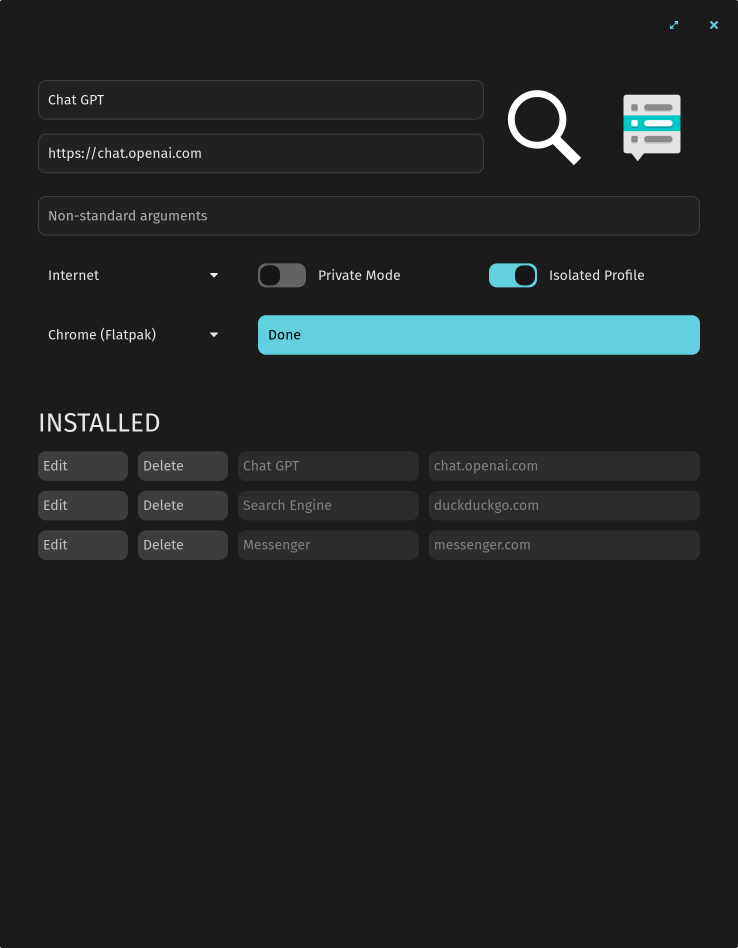 Chat GPT
https://chat.openai.com
Non-standard arguments
Internet Private Mode Isolated Profile
Chrome (Flatpak) Done
INSTALLED
Edit Delete Chat GPT chat.openai.com
Edit Delete Search Engine duckduckgo.com
Edit Delete Messenger messenger.com